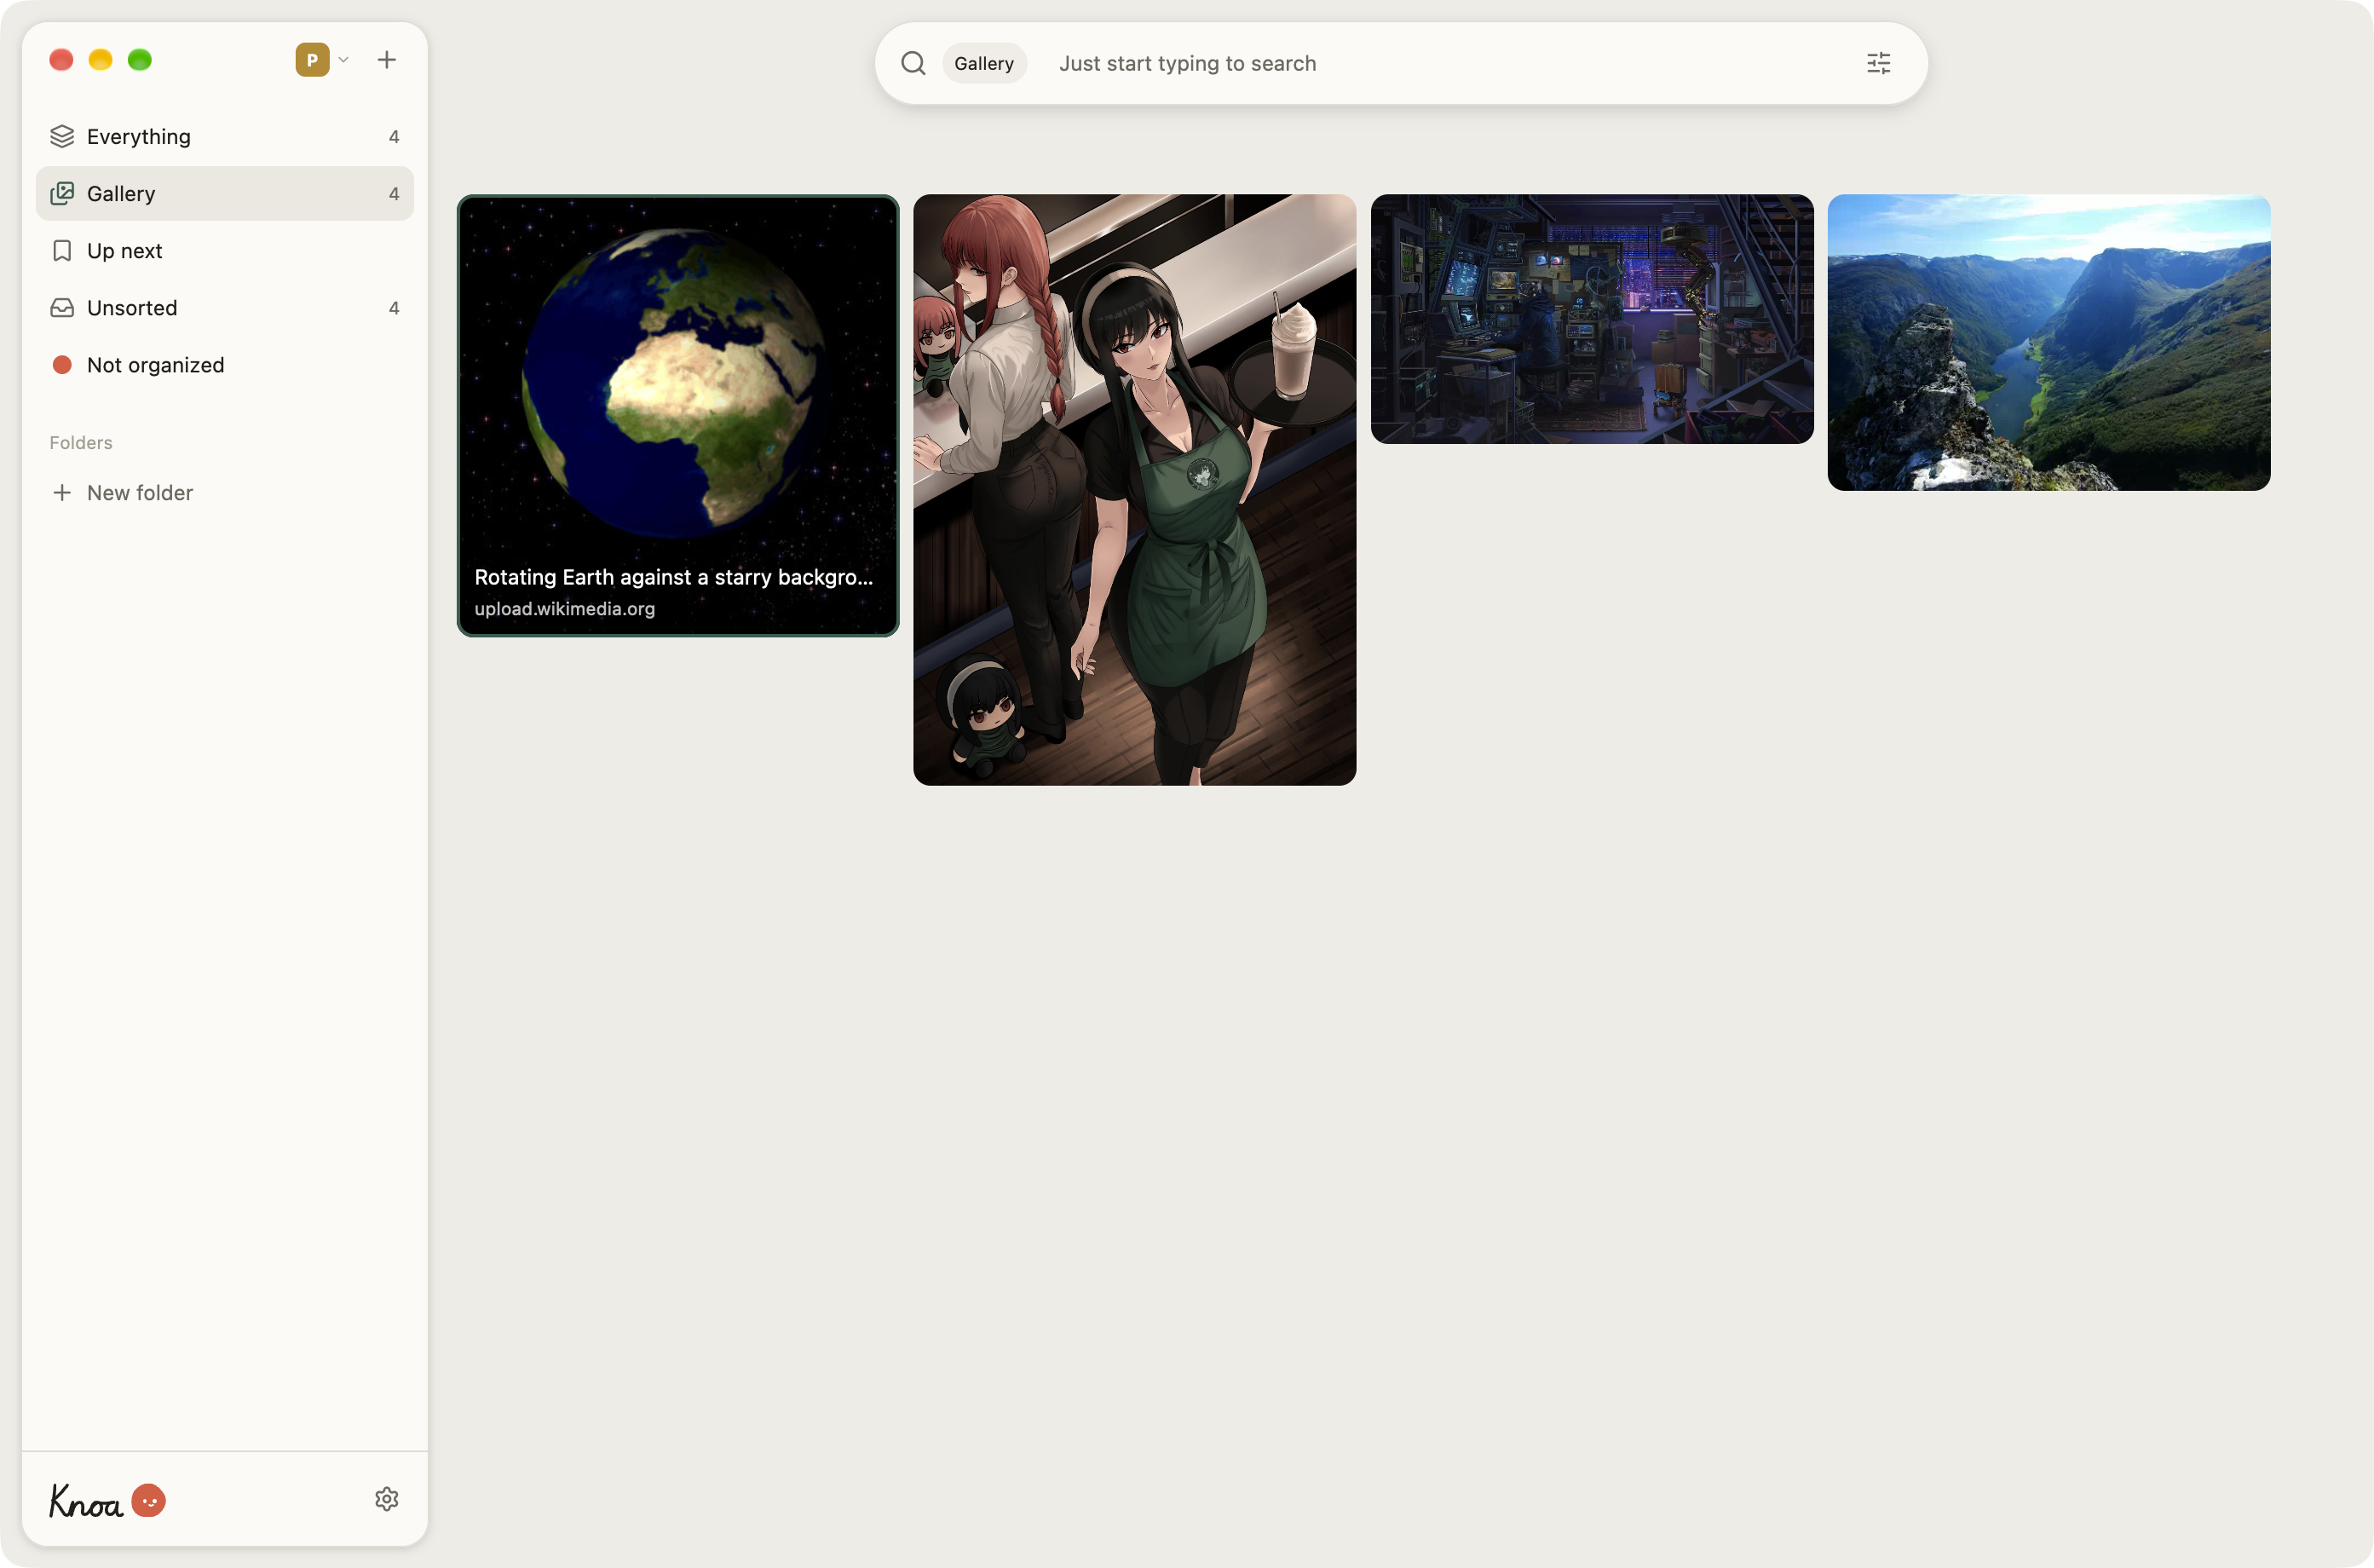 P
Gallery
Just start typing to search
Everything 4
Gallery 4
Up next
Unsorted 4
Not organized
Folders
New folder
Rotating Earth against a starry backgro...
upload.wikimedia.org
Knoa